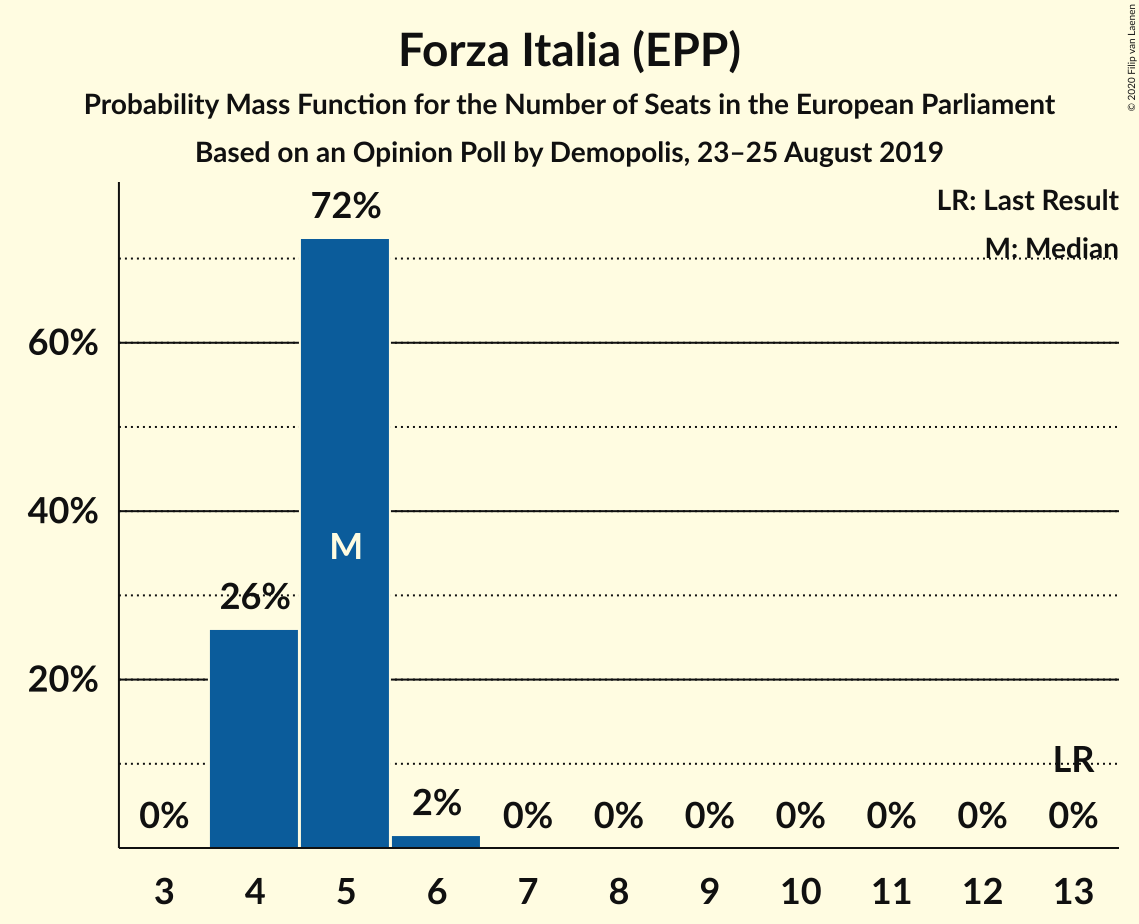 Forza Italia (EPP)
Probability Mass Function for the Number of Seats in the European Parliament
Based on an Opinion Poll by Demopolis, 23–25 August 2019
© 2020 Filip van Laenen
LR: Last Result
M: Median
72%
60%
40%
M
26%
20%
LR
0% 2% 0% 0% 0% 0% 0% 0% 0%
3 4 5 6 7 8 9 10 11 12 13